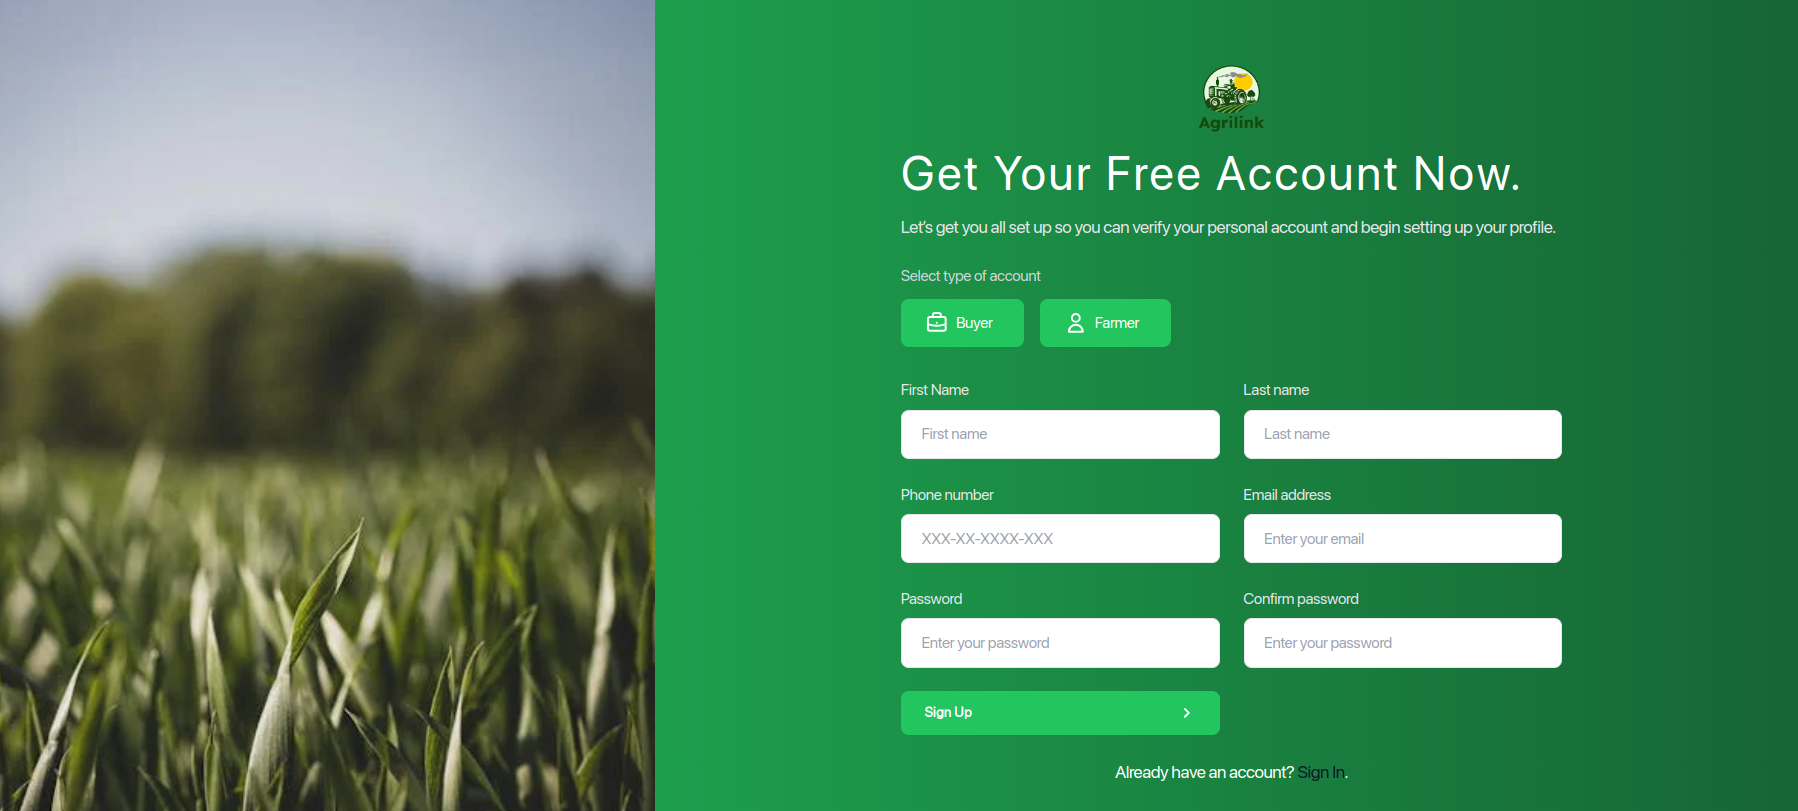 Agrilink
Get Your Free Account Now.
Let's get you all set up so you can verify your personal account and begin setting up your profile.
Select type of account
Buyer Farmer
First Name Last name
First name Last name
Phone number Email address
XXX-XX-XXXX-XXX Enter your email
Password Confirm password
Enter your password Enter your password
Sign Up
Already have an account? Sign In.